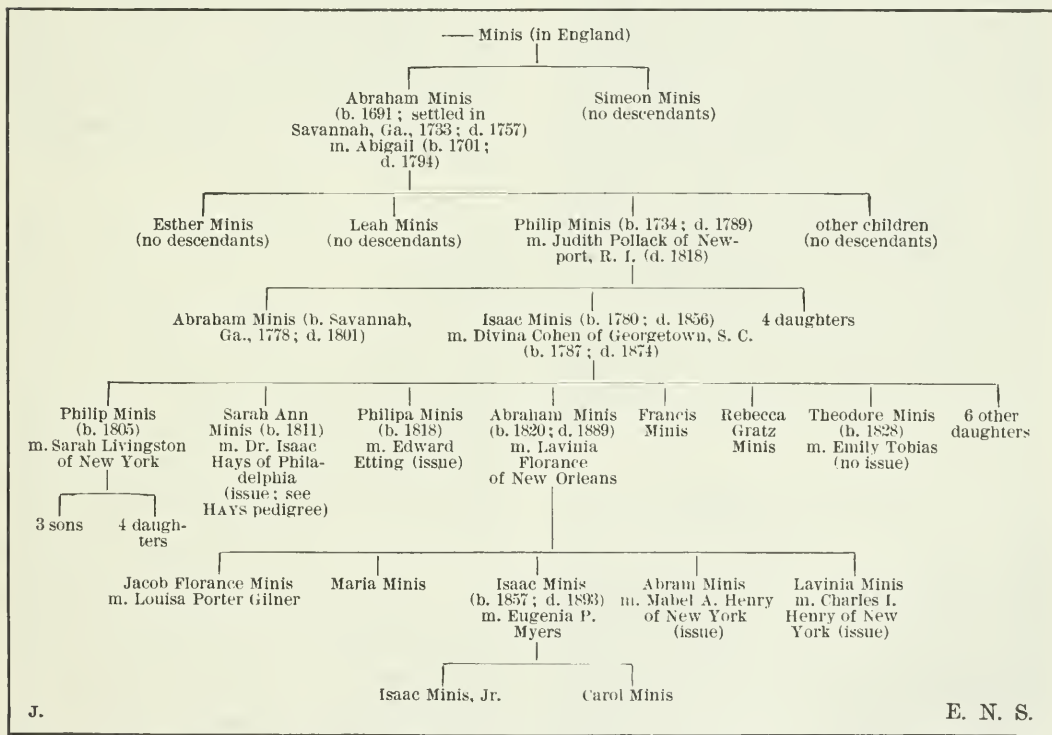 — Minis (in England)
Abraham Minis
(b. 1691; settled in
Savannah, Ga., 1733; d. 1757)
m. Abigail (b. 1701;
d. 1794)
Simeon Minis
(no descendants)
Esther Minis
(no descendants)
Leah Minis
(no descendants)
Philip Minis (b. 1734; d. 1789)
m. Judith Pollack of New-
port, R. I. (d. 1818)
other children
(no descendants)
Abraham Minis (b. Savannah,
Ga., 1778; d. 1801)
Isaac Minis (b. 1780; d. 1856)
m. Divina Cohen of Georgetown, S. C.
(b. 1787; d. 1874)
4 daughters
Philip Minis
(b. 1805)
m. Sarah Livingston
of New York
Sarah Ann
Minis (b. 1811)
m. Dr. Isaac
Hays of Phila-
delphia
(issue; see
HAYS pedigree)
Philipa Minis
(b. 1818)
m. Edward
Etting (issue)
Abraham Minis
(b. 1820; d. 1889)
m. Lavinia
Florance
of New Orleans
Francis
Minis
Rebecca
Gratz
Minis
Theodore Minis
(b. 1828)
m. Emily Tobias
(no issue)
6 other
daughters
3 sons
4 daugh-
ters
Jacob Florance Minis
m. Louisa Porter Gilner
Maria Minis
Isaac Minis
(b. 1857; d. 1893)
m. Eugenia P.
Myers
Abram Minis
m. Mabel A. Henry
of New York
(issue)
Lavinia Minis
m. Charles I.
Henry of New
York (issue)
Isaac Minis, Jr.
Carol Minis
J.
E. N. S.